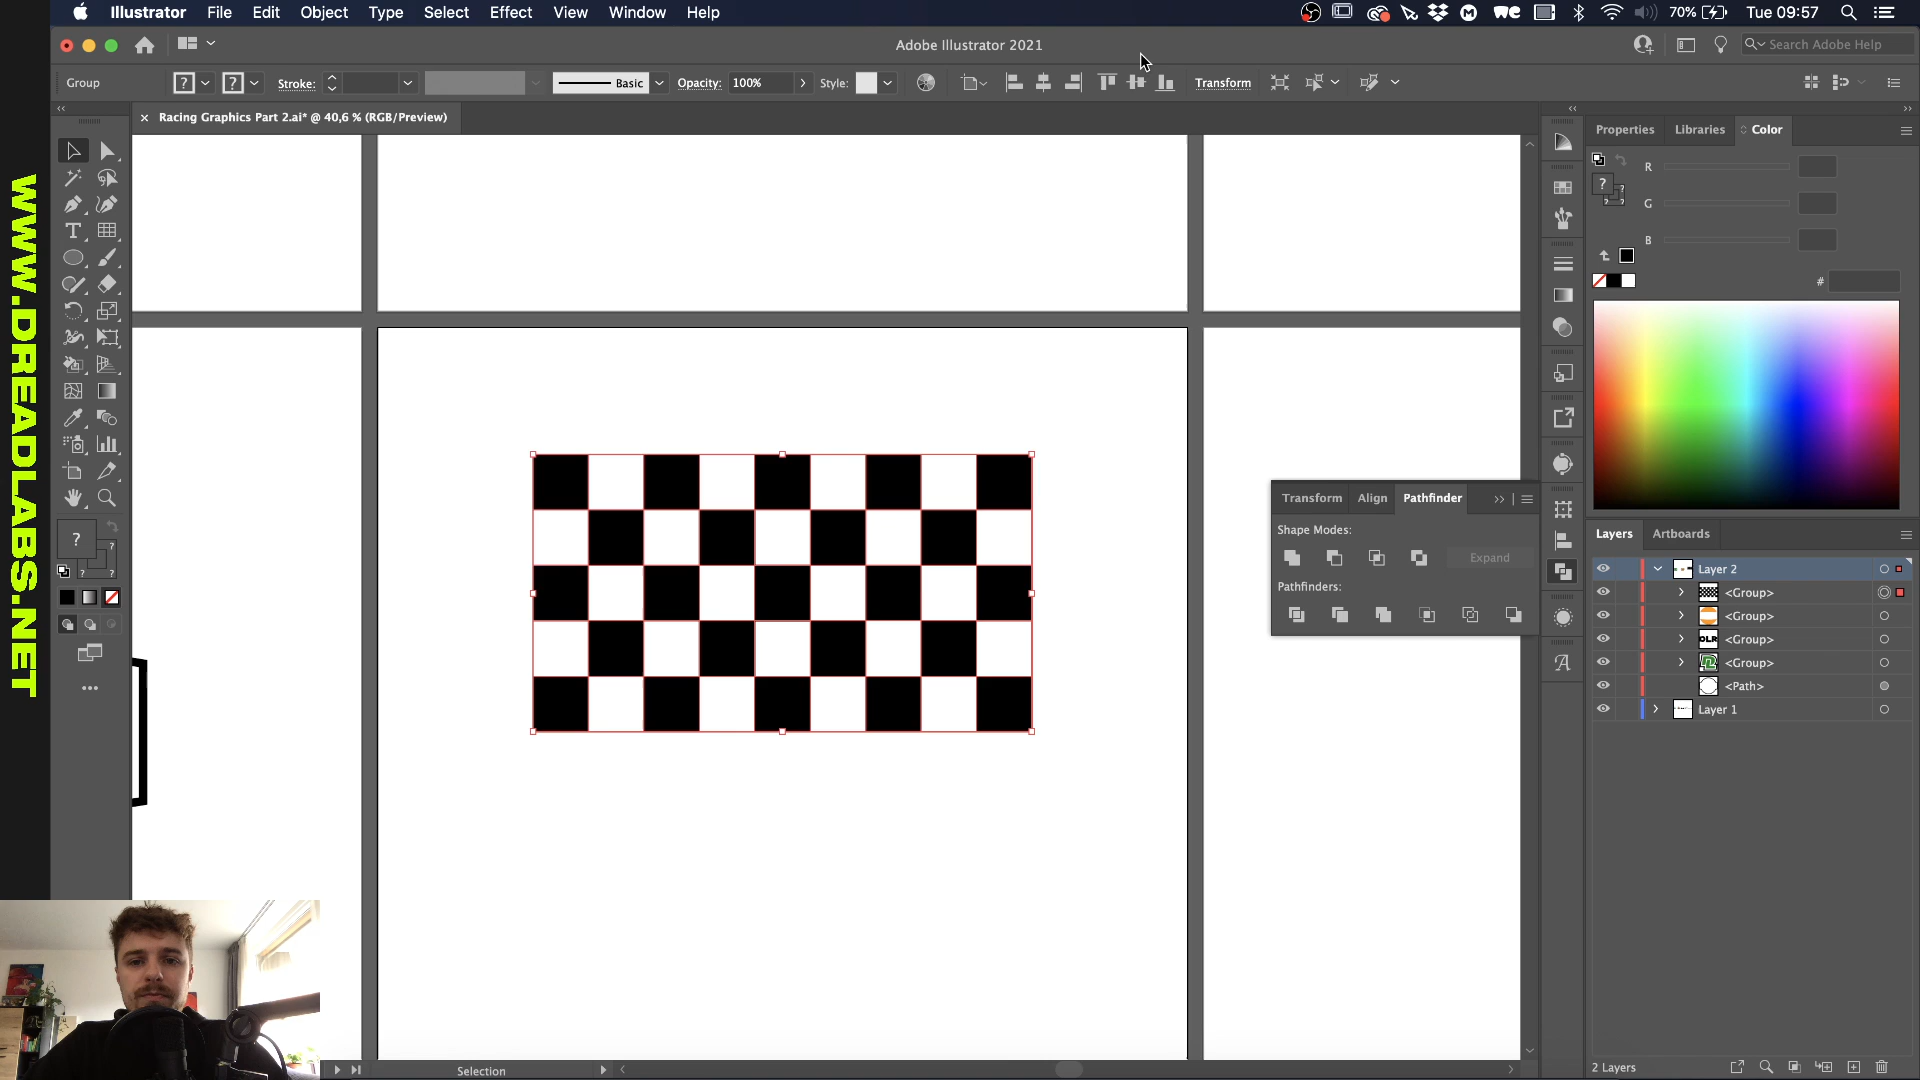 Illustrator File Edit Object Type Select Effect View Window Help
70% Tue 09:57
Adobe Illustrator 2021
Search Adobe Help
Group ? ? Stroke: Basic Opacity: 100% Style: Transform
× Racing Graphics Part 2.ai* @ 40,6 % (RGB/Preview)
Properties Libraries Color
R
G
B
#
?
WWW.DREADLABS.NET
Transform Align Pathfinder
Shape Modes:
Expand
Pathfinders:
Layers Artboards
Layer 2
<Group>
<Group>
DLR <Group>
<Group>
<Path>
Layer 1
2 Layers
Selection